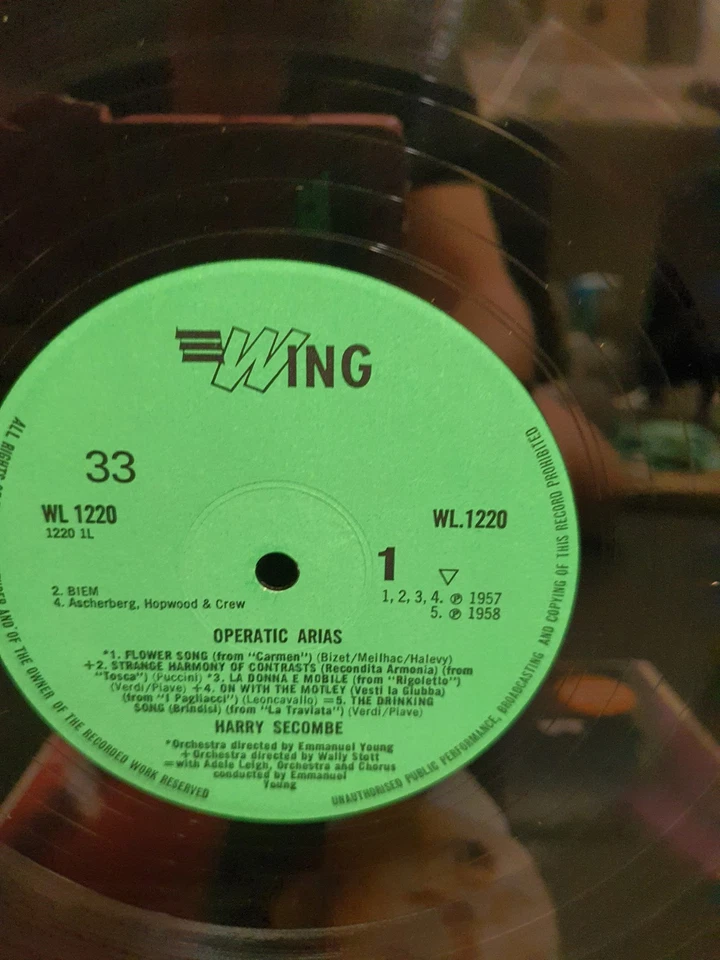 WING
33
WL 1220
1220 1L
WL.1220
1
1, 2, 3, 4. ℗ 1957
5. ℗ 1958
2. BIEM
4. Ascherberg, Hopwood & Crew
OPERATIC ARIAS
*1. FLOWER SONG (from "Carmen") (Bizet/Meilhac/Halevy)
+2. STRANGE HARMONY OF CONTRASTS (Recondita Armonia) (from
"Tosca") (Puccini) *3. LA DONNA E MOBILE (from "Rigoletto")
(Verdi/Piave) +4. ON WITH THE MOTLEY (Vesti la Giubba)
(from "I Pagliacci") (Leoncavallo) =5. THE DRINKING
SONG (Brindisi) (from "La Traviata") (Verdi/Piave)
HARRY SECOMBE
*Orchestra directed by Emmanuel Young
+Orchestra directed by Wally Stott
=with Adele Leigh, Orchestra and Chorus
conducted by Emmanuel
Young
ALL RIGHTS
AND OF THE OWNER OF THE RECORDED WORK RESERVED
UNAUTHORISED PUBLIC PERFORMANCE, BROADCASTING AND COPYING OF THIS RECORD PROHIBITED